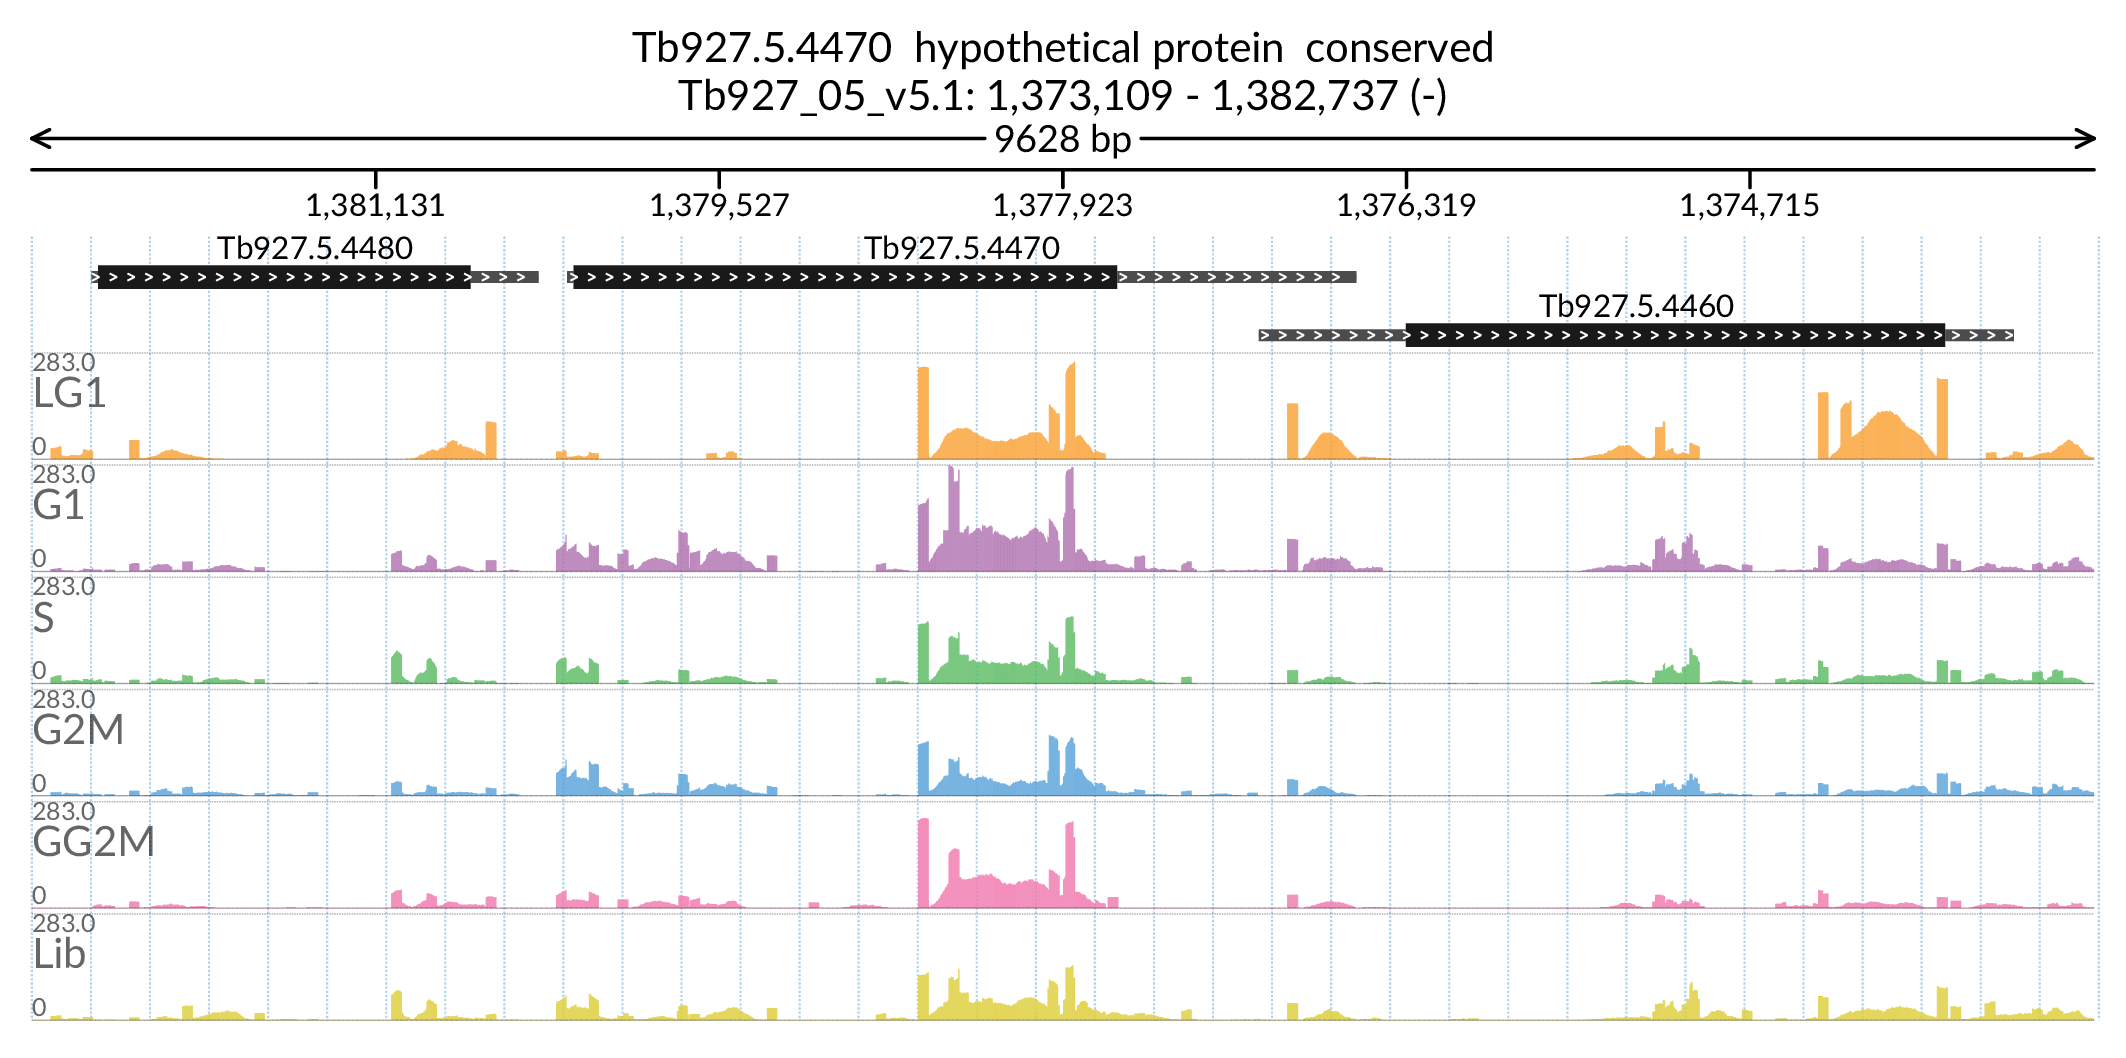 Tb927.5.4470  hypothetical protein  conserved
Tb927_05_v5.1: 1,373,109 - 1,382,737 (-)
9628 bp
1,381,131 1,379,527 1,377,923 1,376,319 1,374,715
Tb927.5.4480 Tb927.5.4470
Tb927.5.4460
283.0
LG1
0
283.0
G1
0
283.0
S
0
283.0
G2M
0
283.0
GG2M
0
283.0
Lib
0